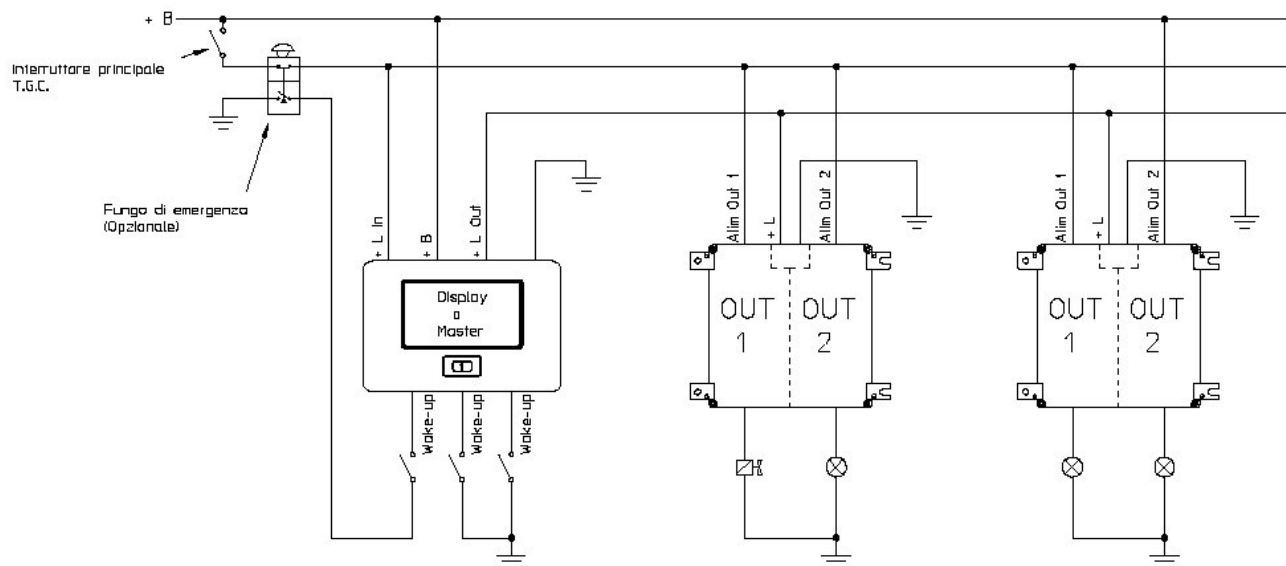 + B
Interruttore principale
T.G.C.
Fungo di emergenza
(Opzionale)
+ L In
+ B
+ L Out
Display
o
Master
Wake-up
Wake-up
Wake-up
Alim Out 1
+ L
Alim Out 2
OUT
1
OUT
2
Alim Out 1
+ L
Alim Out 2
OUT
1
OUT
2